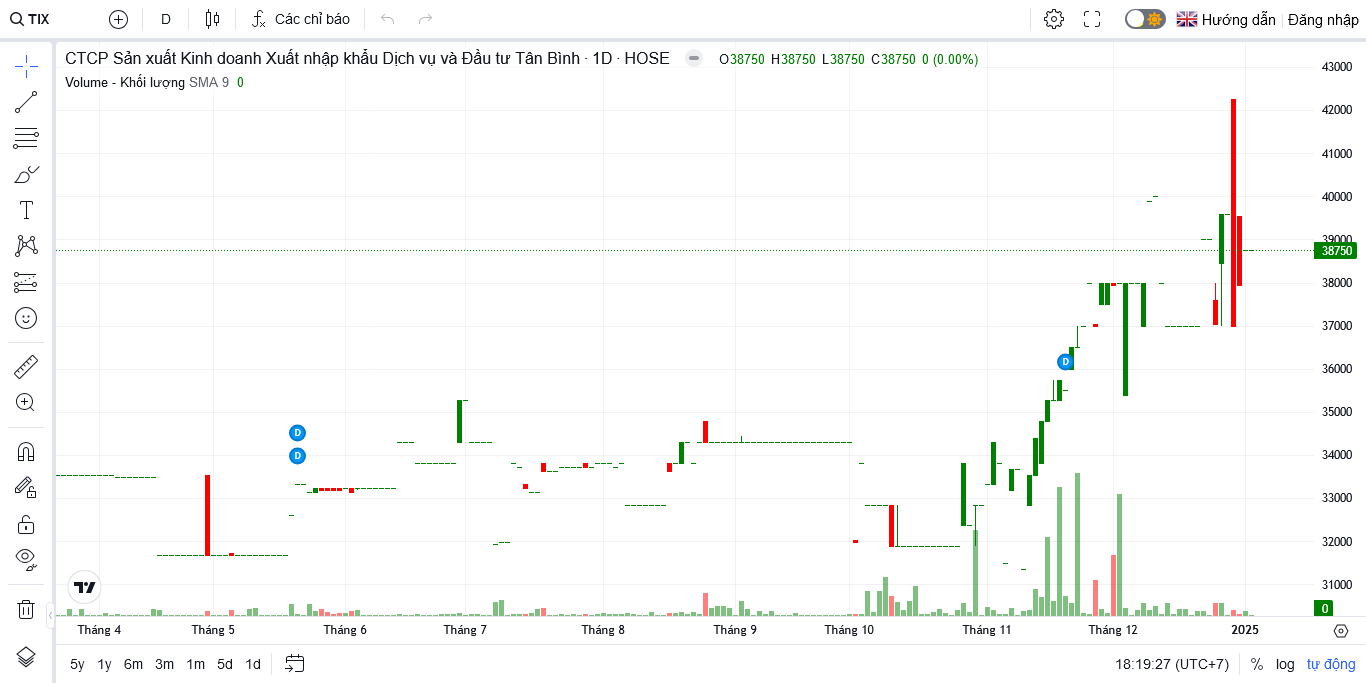 TIX D Các chỉ báo Hướng dẫn Đăng nhập
CTCP Sản xuất Kinh doanh Xuất nhập khẩu Dịch vụ và Đầu tư Tân Bình · 1D · HOSE O38750 H38750 L38750 C38750 0 (0.00%)
Volume - Khối lượng SMA 9 0
43000
42000
41000
40000
39000
38750
38000
37000
36000
35000
34000
33000
32000
31000
0
D
D
D
Tháng 4 Tháng 5 Tháng 6 Tháng 7 Tháng 8 Tháng 9 Tháng 10 Tháng 11 Tháng 12 2025
5y 1y 6m 3m 1m 5d 1d 18:19:27 (UTC+7) % log tự động